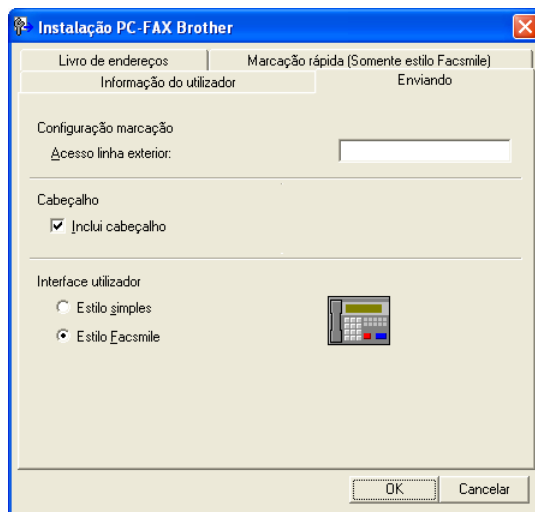 Instalação PC-FAX Brother
Livro de endereços
Marcação rápida (Somente estilo Facsmile)
Informação do utilizador
Enviando
Configuração marcação
Acesso linha exterior:
Cabeçalho
Inclui cabeçalho
Interface utilizador
Estilo simples
Estilo Facsmile
OK
Cancelar